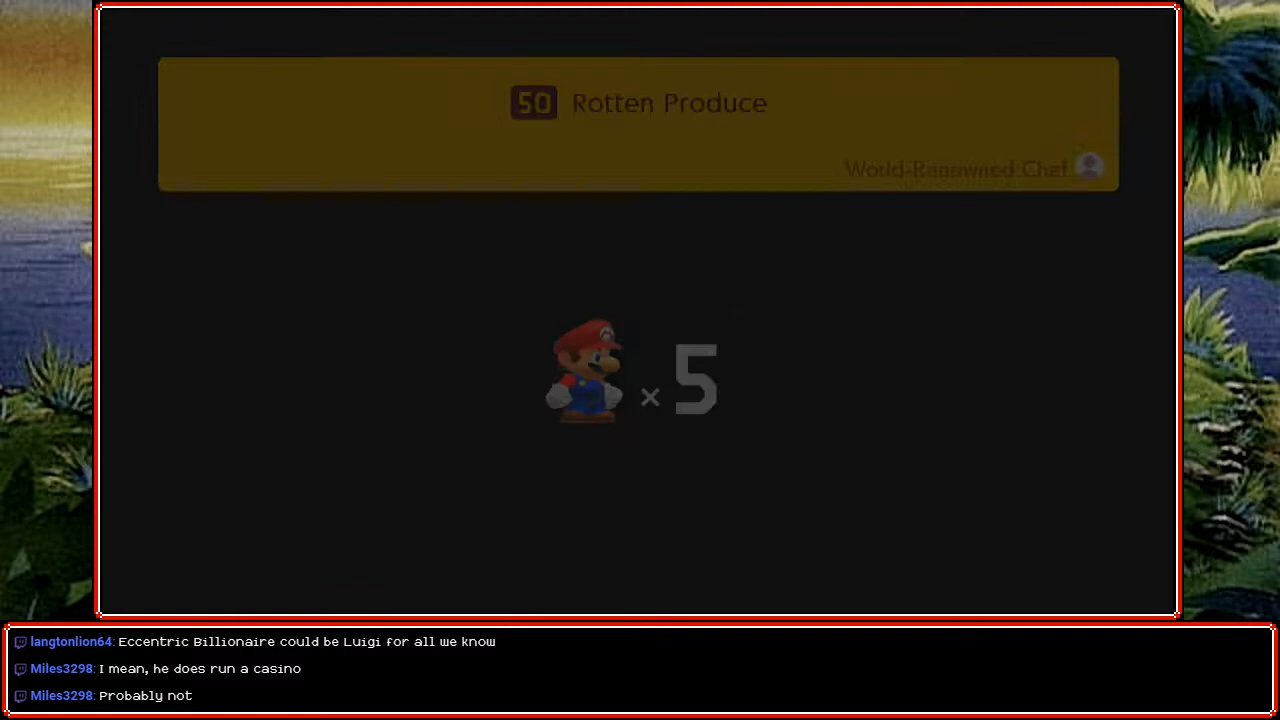 50 Rotten Produce
World-Renowned Chef
× 5
langtonlion64: Eccentric Billionaire could be Luigi for all we know
Miles3298: I mean, he does run a casino
Miles3298: Probably not